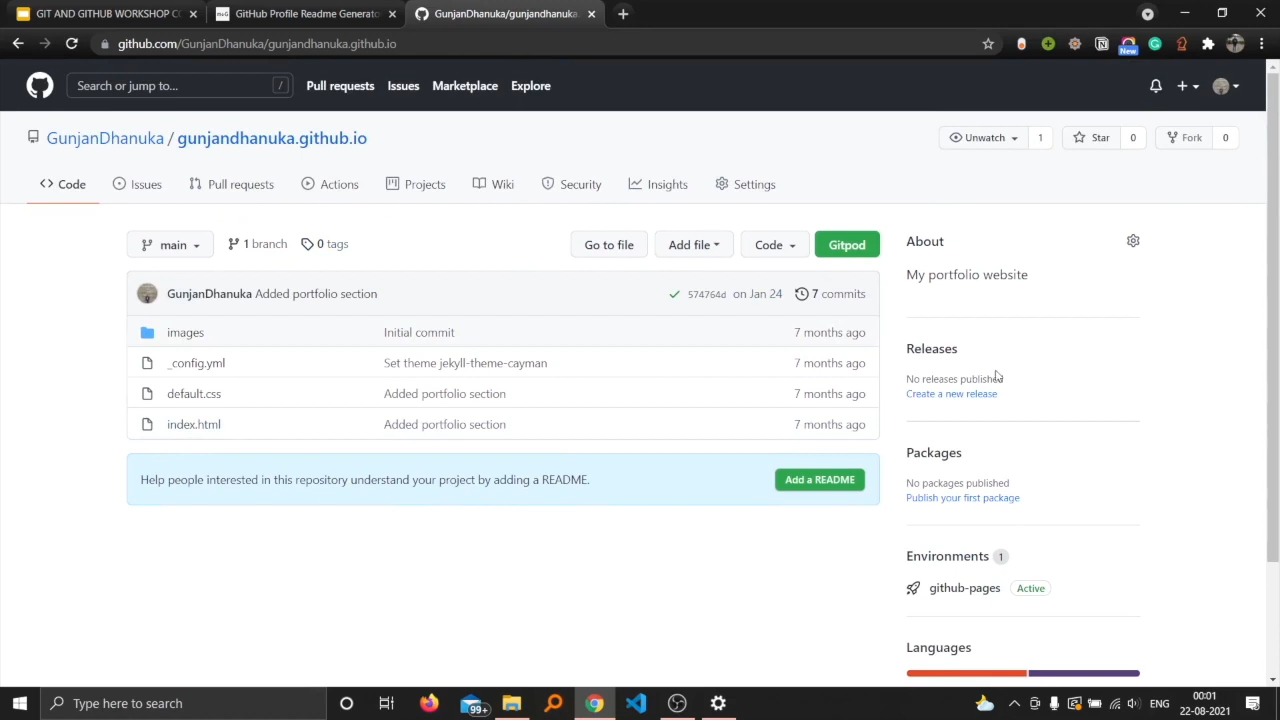 GIT AND GITHUB WORKSHOP CO
GitHub Profile Readme Generator
GunjanDhanuka/gunjandhanuka.
github.com/GunjanDhanuka/gunjandhanuka.github.io
New
Search or jump to...
/
Pull requests
Issues
Marketplace
Explore
GunjanDhanuka / gunjandhanuka.github.io
Unwatch 1
Star 0
Fork 0
Code
Issues
Pull requests
Actions
Projects
Wiki
Security
Insights
Settings
main
1 branch
0 tags
Go to file
Add file
Code
Gitpod
GunjanDhanuka Added portfolio section
574764d on Jan 24
7 commits
images Initial commit 7 months ago
_config.yml Set theme jekyll-theme-cayman 7 months ago
default.css Added portfolio section 7 months ago
index.html Added portfolio section 7 months ago
Help people interested in this repository understand your project by adding a README.
Add a README
About
My portfolio website
Releases
No releases published
Create a new release
Packages
No packages published
Publish your first package
Environments 1
github-pages Active
Languages
Type here to search
99+
ENG
00:01
22-08-2021